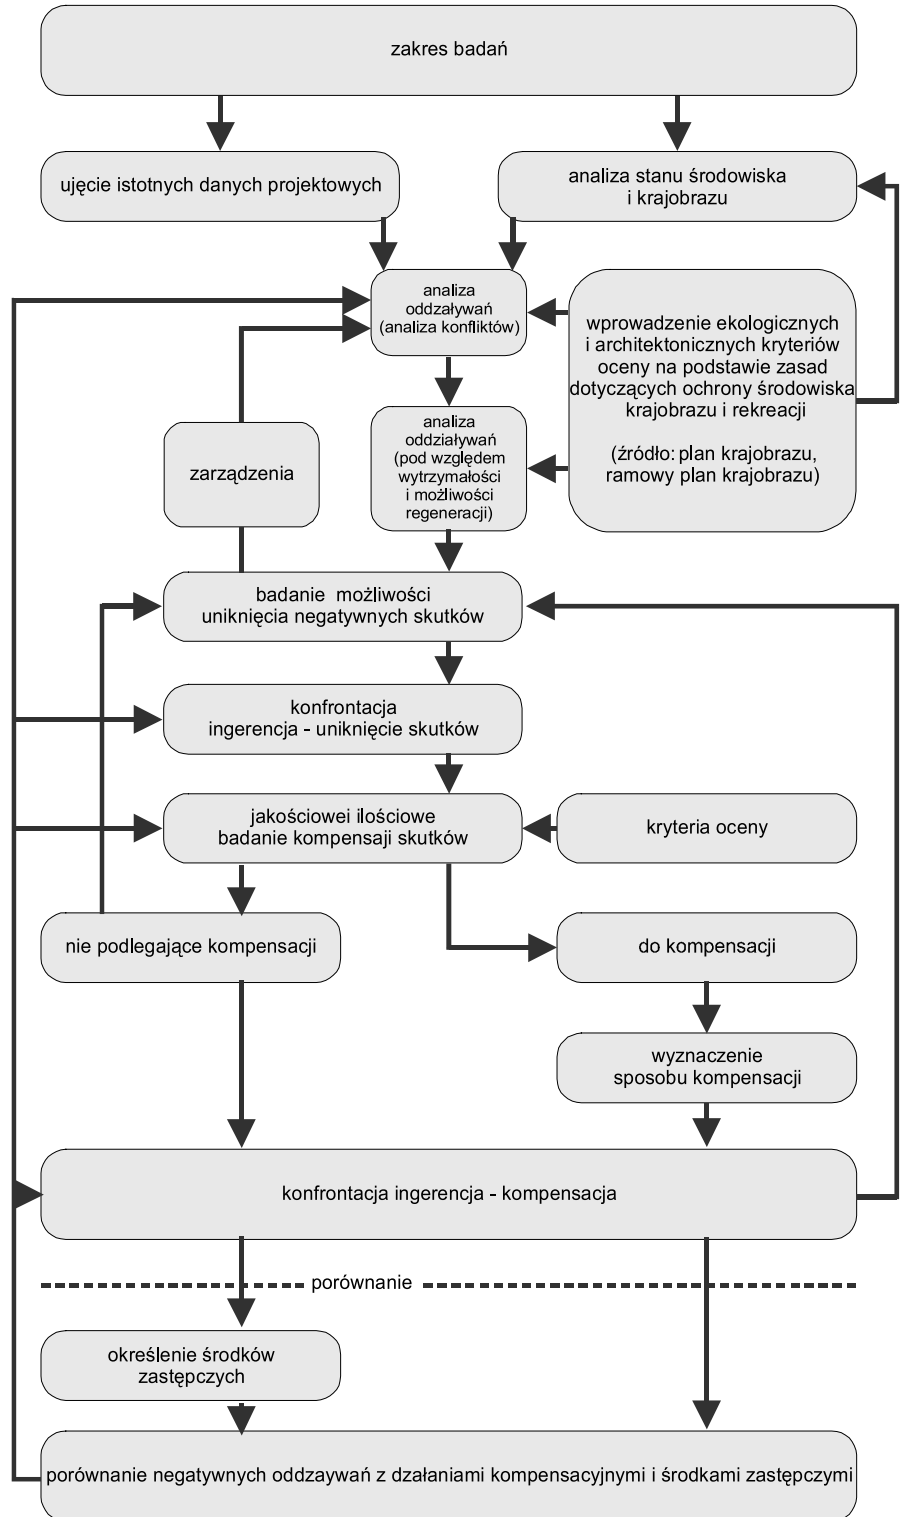 zakres badań
ujęcie istotnych danych projektowych
analiza stanu środowiska
i krajobrazu
analiza
oddzaływań
(analiza konfliktów)
wprowadzenie ekologicznych
i architektonicznych kryteriów
oceny na podstawie zasad
dotyczących ochrony środowiska
krajobrazu i rekreacji
(źródło: plan krajobrazu,
ramowy plan krajobrazu)
analiza
oddziaływań
(pod względem
wytrzymałości
i możliwości
regeneracji)
zarządzenia
badanie możliwości
uniknięcia negatywnych skutków
konfrontacja
ingerencja - uniknięcie skutków
jakościowei ilościowe
badanie kompensaji skutków
kryteria oceny
nie podlegające kompensacji
do kompensacji
wyznaczenie
sposobu kompensacji
konfrontacja ingerencja - kompensacja
porównanie
określenie środków
zastępczych
porównanie negatywnych oddzaywań z dzałaniami kompensacyjnymi i środkami zastępczymi